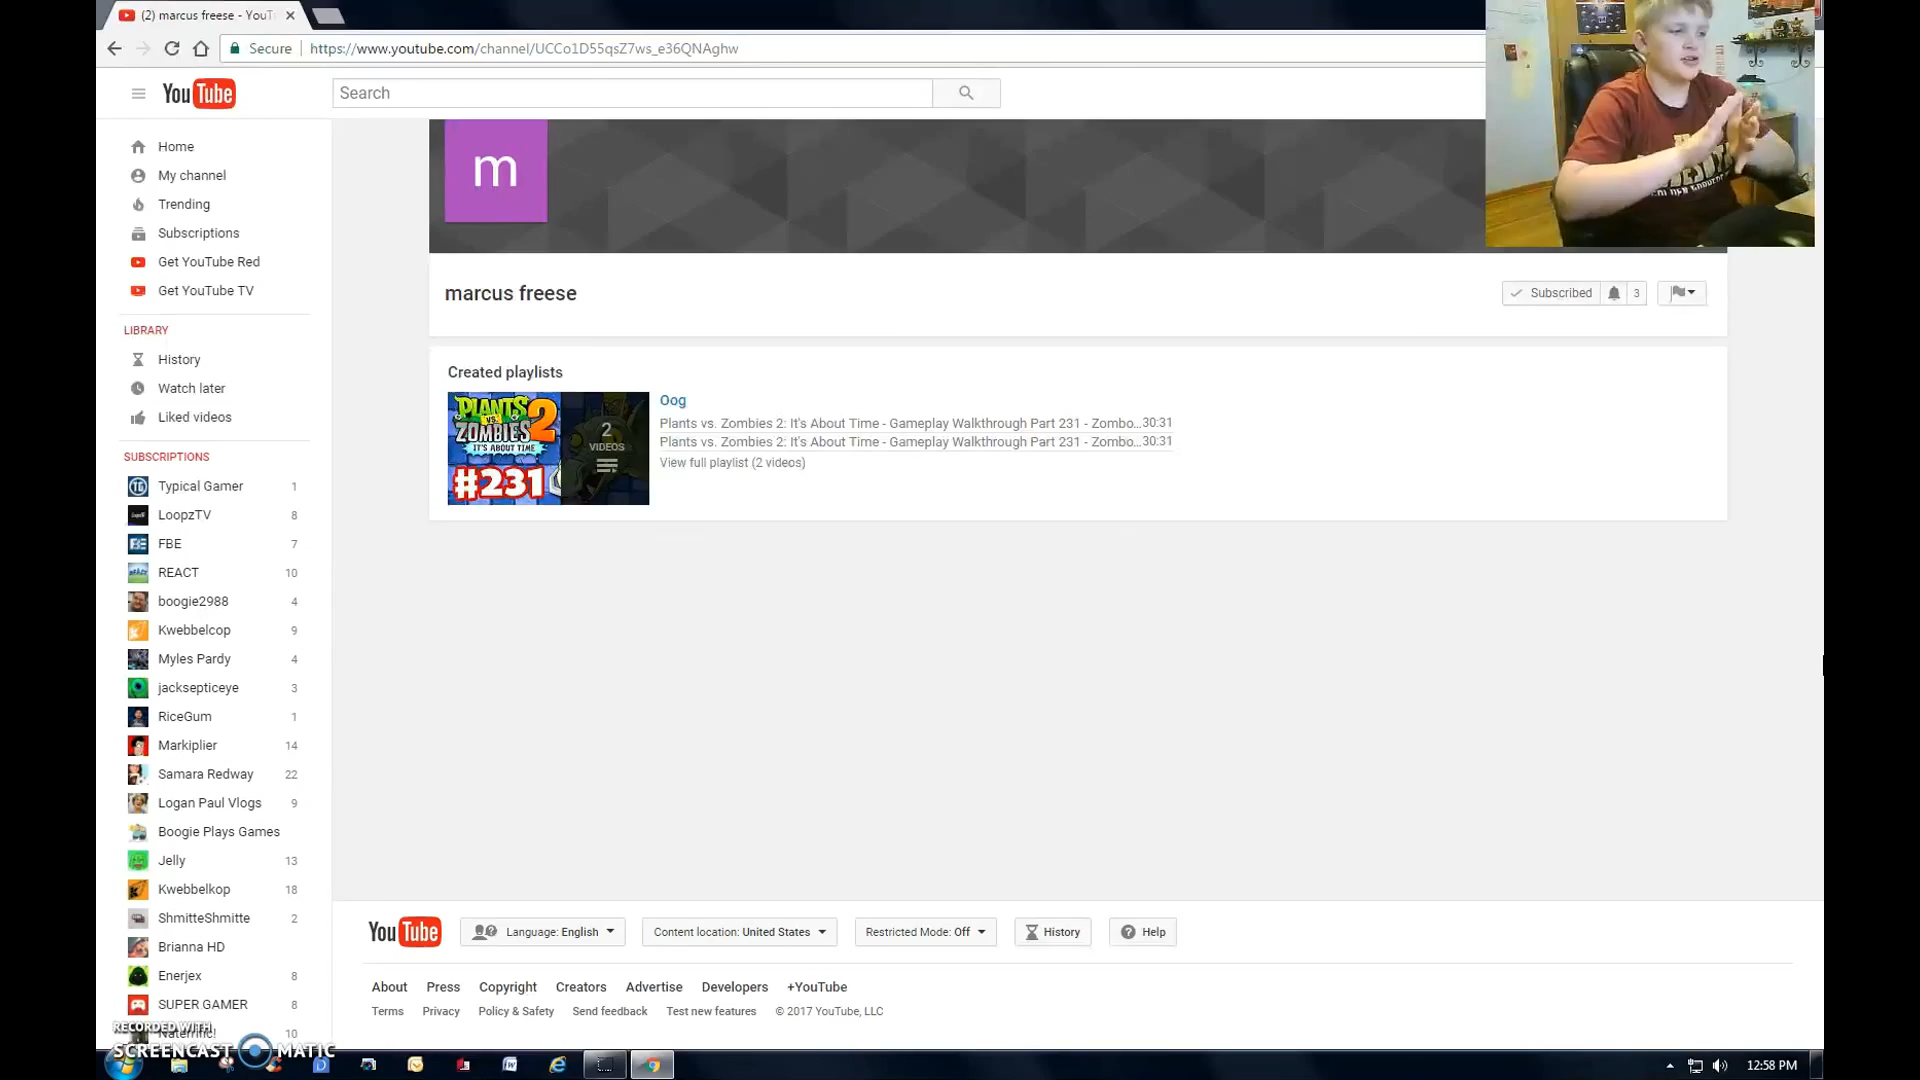 (2) marcus freese - YouT
Secure
https://www.youtube.com/channel/UCCo1D55qsZ7ws_e36QNAghw
YouTube
Search
m
Home
My channel
Trending
Subscriptions
Get YouTube Red
Get YouTube TV
LIBRARY
History
Watch later
Liked videos
SUBSCRIPTIONS
Typical Gamer 1
LoopzTV 8
FBE 7
REACT 10
boogie2988 4
Kwebbelcop 9
Myles Pardy 4
jacksepticeye 3
RiceGum 1
Markiplier 14
Samara Redway 22
Logan Paul Vlogs 9
Boogie Plays Games
Jelly 13
Kwebbelkop 18
ShmitteShmitte 2
Brianna HD
Enerjex 8
SUPER GAMER 8
Naterrific! 10
marcus freese
Subscribed 3
Created playlists
PLANTS VS. ZOMBIES 2
IT'S ABOUT TIME
#231
2
VIDEOS
Oog
Plants vs. Zombies 2: It's About Time - Gameplay Walkthrough Part 231 - Zombo... 30:31
Plants vs. Zombies 2: It's About Time - Gameplay Walkthrough Part 231 - Zombo... 30:31
View full playlist (2 videos)
YouTube
Language: English
Content location: United States
Restricted Mode: Off
History
Help
About Press Copyright Creators Advertise Developers +YouTube
Terms Privacy Policy & Safety Send feedback Test new features © 2017 YouTube, LLC
RECORDED WITH
SCREENCAST MATIC
12:58 PM